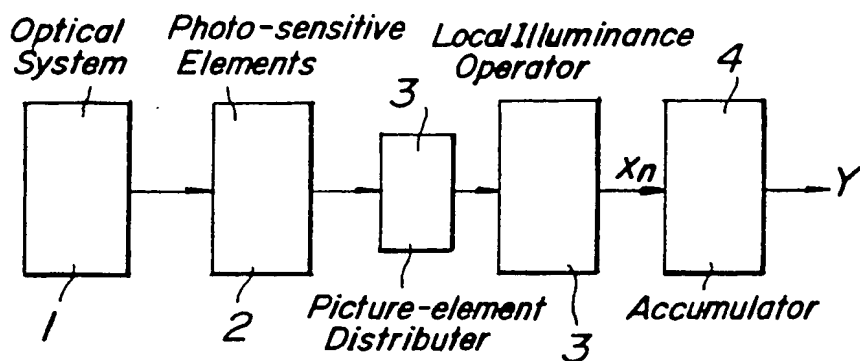 Optical
System
Photo-sensitive
Elements
Local Illuminance
Operator
3
4
Xn
Y
1
2
Picture-element
Distributer
3
Accumulator